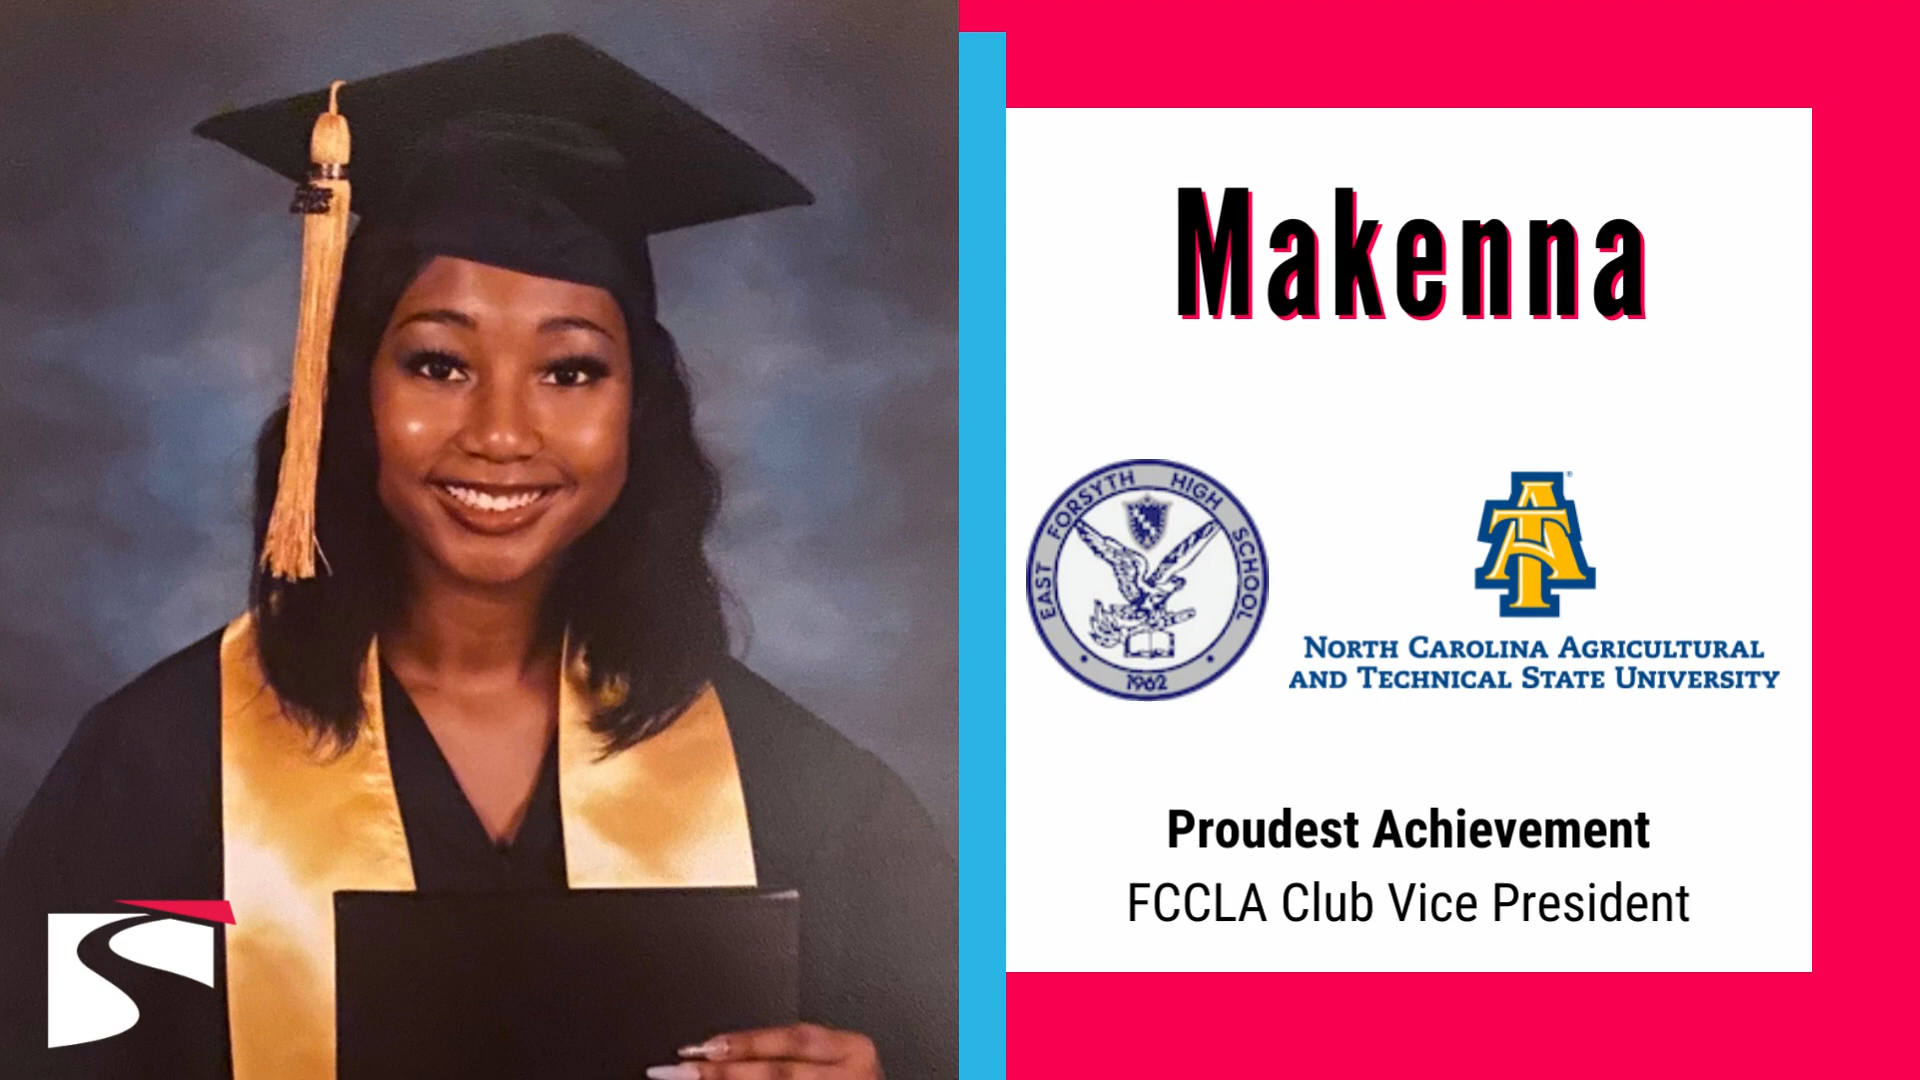 Makenna
EAST FORSYTH HIGH SCHOOL
1962
AT
NORTH CAROLINA AGRICULTURAL
AND TECHNICAL STATE UNIVERSITY
Proudest Achievement
FCCLA Club Vice President